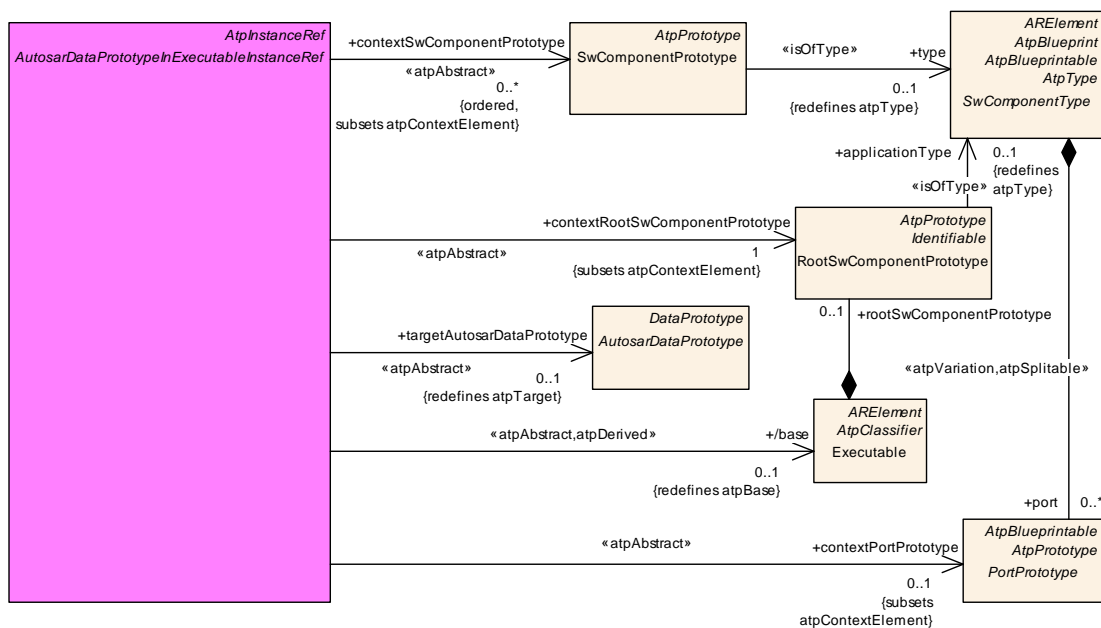 AtpInstanceRef
AutosarDataPrototypeInExecutableInstanceRef
+contextSwComponentPrototype
«atpAbstract»
0..*
{ordered,
subsets atpContextElement}
AtpPrototype
SwComponentPrototype
«isOfType»
+type
0..1
{redefines atpType}
ARElement
AtpBlueprint
AtpBlueprintable
AtpType
SwComponentType
+applicationType
0..1
{redefines
atpType}
«isOfType»
+contextRootSwComponentPrototype
«atpAbstract»
1
{subsets atpContextElement}
AtpPrototype
Identifiable
RootSwComponentPrototype
0..1
+rootSwComponentPrototype
+targetAutosarDataPrototype
«atpAbstract»
0..1
{redefines atpTarget}
DataPrototype
AutosarDataPrototype
«atpVariation,atpSplitable»
«atpAbstract,atpDerived»
+/base
0..1
{redefines atpBase}
ARElement
AtpClassifier
Executable
+port
0..*
«atpAbstract»
+contextPortPrototype
0..1
{subsets
atpContextElement}
AtpBlueprintable
AtpPrototype
PortPrototype